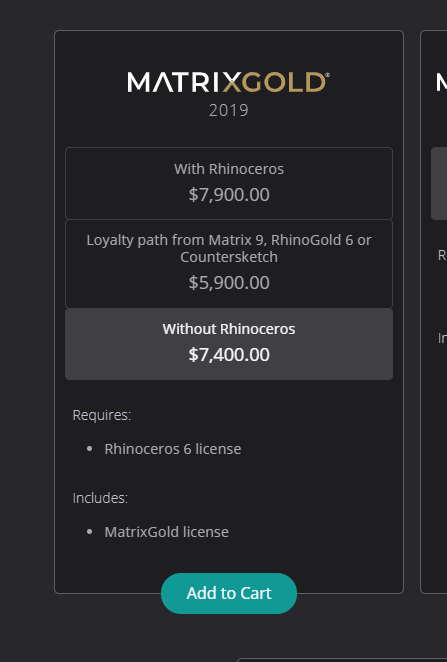 MATRIXGOLD®
2019
With Rhinoceros
$7,900.00
Loyalty path from Matrix 9, RhinoGold 6 or
Countersketch
$5,900.00
Without Rhinoceros
$7,400.00
Requires:
• Rhinoceros 6 license
Includes:
• MatrixGold license
Add to Cart